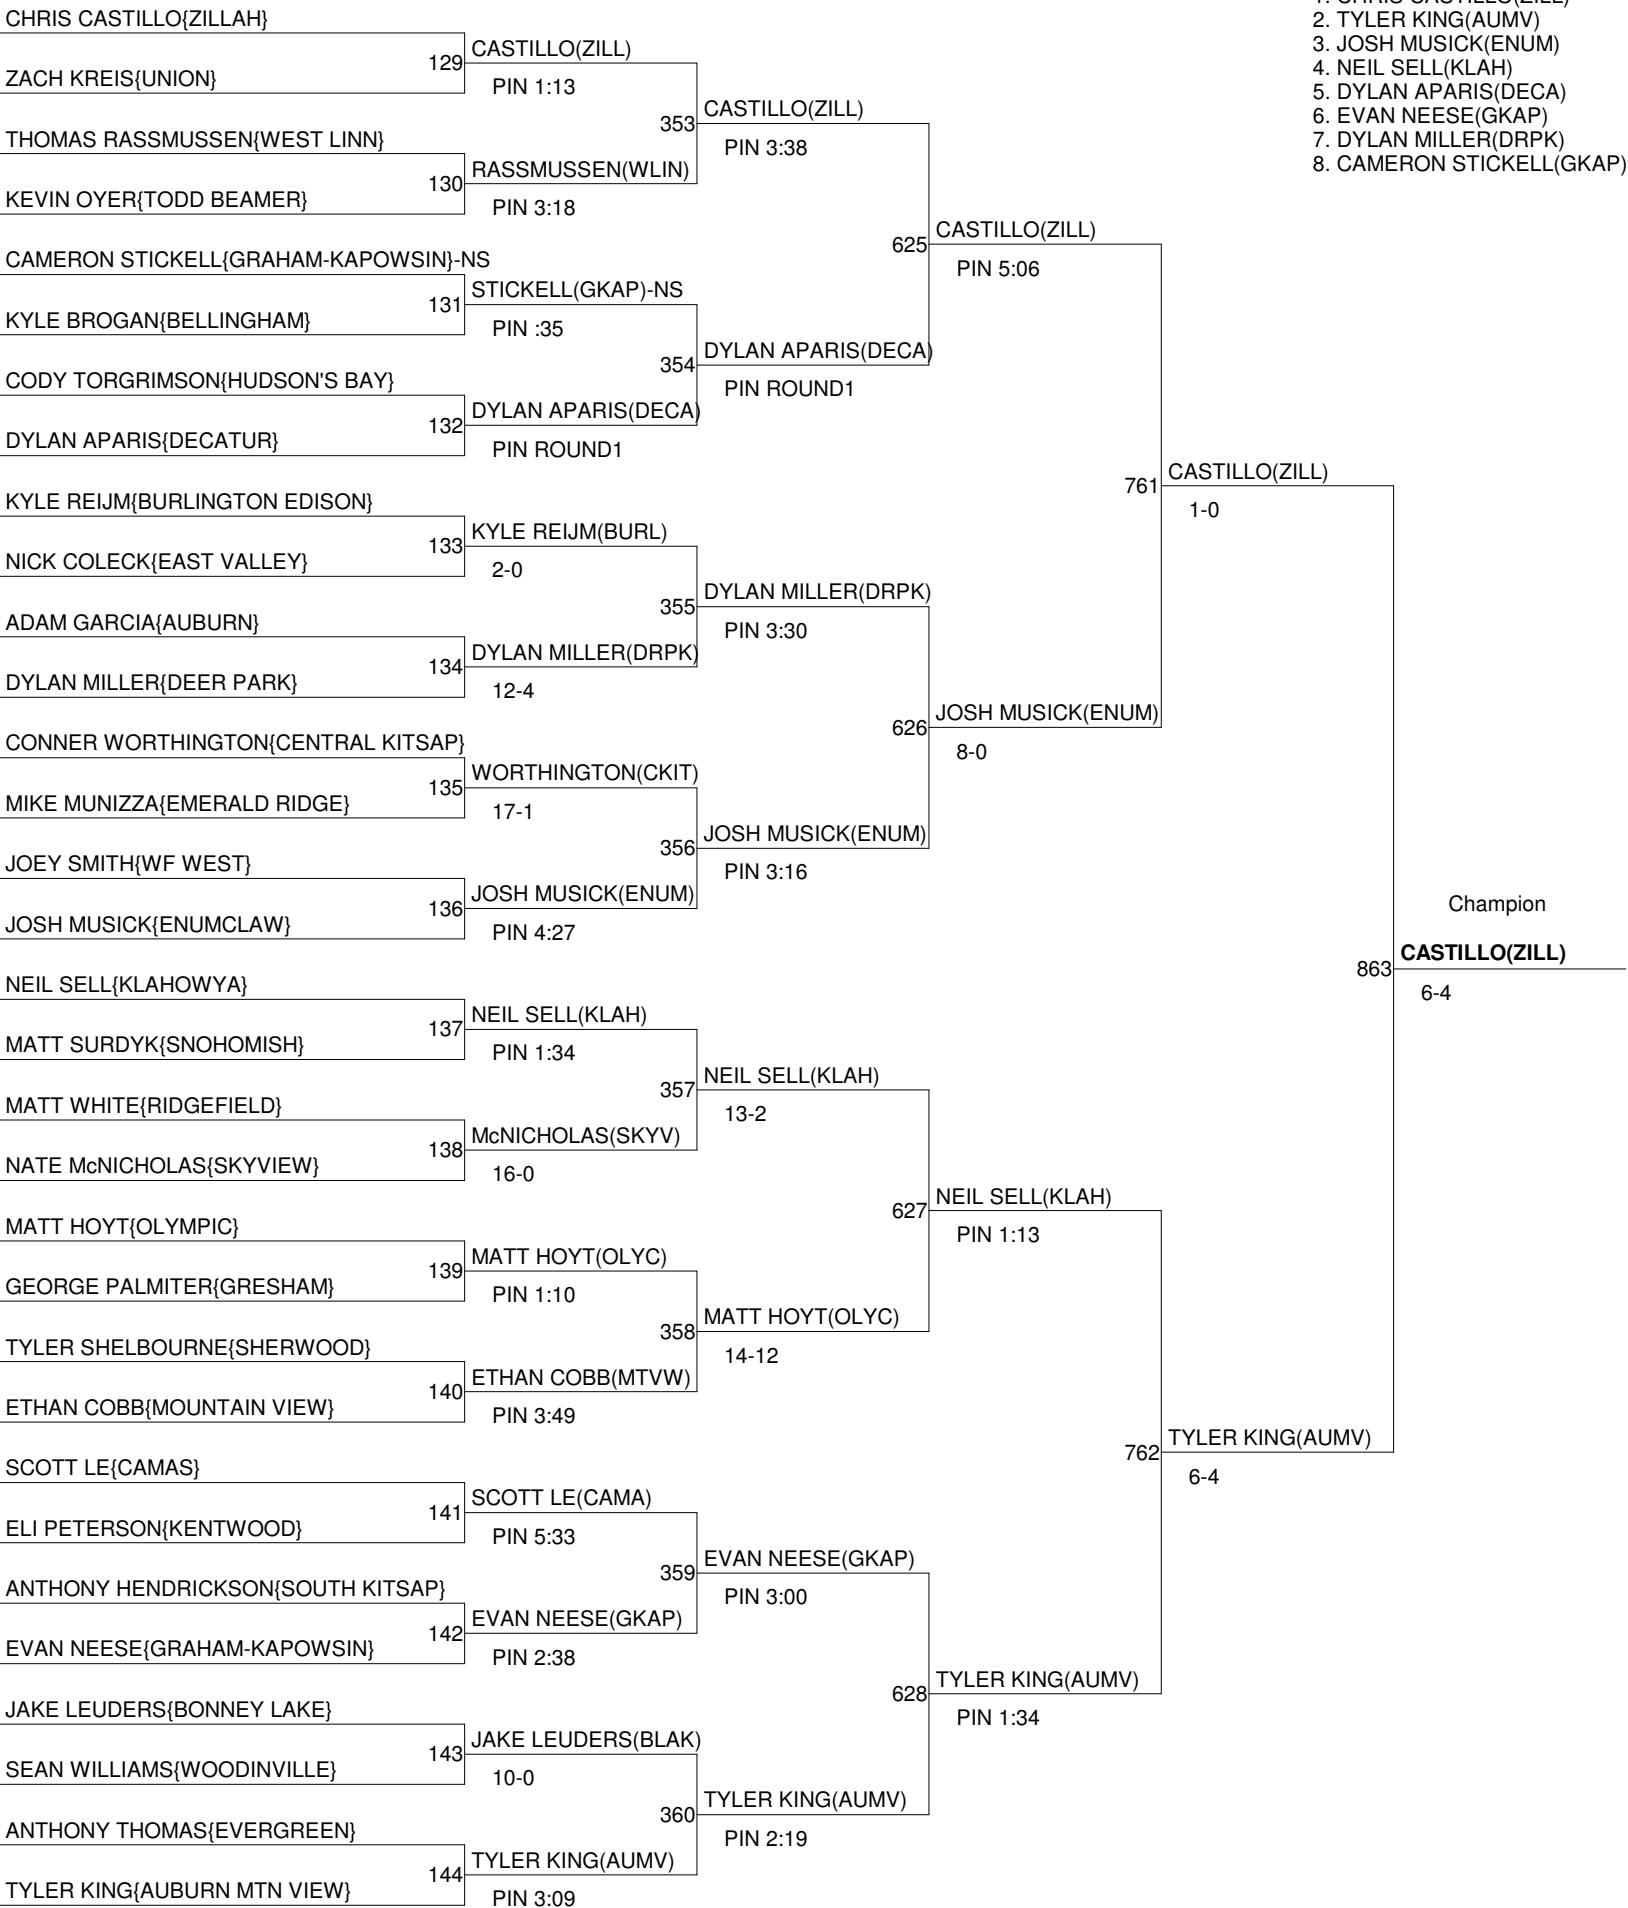 1. CHRIS CASTILLO(ZILL)
2. TYLER KING(AUMV)
3. JOSH MUSICK(ENUM)
4. NEIL SELL(KLAH)
5. DYLAN APARIS(DECA)
6. EVAN NEESE(GKAP)
7. DYLAN MILLER(DRPK)
8. CAMERON STICKELL(GKAP)
CHRIS CASTILLO{ZILLAH}
ZACH KREIS{UNION}
THOMAS RASSMUSSEN{WEST LINN}
KEVIN OYER{TODD BEAMER}
CAMERON STICKELL{GRAHAM-KAPOWSIN}-NS
KYLE BROGAN{BELLINGHAM}
CODY TORGRIMSON{HUDSON'S BAY}
DYLAN APARIS{DECATUR}
KYLE REIJM{BURLINGTON EDISON}
NICK COLECK{EAST VALLEY}
ADAM GARCIA{AUBURN}
DYLAN MILLER{DEER PARK}
CONNER WORTHINGTON{CENTRAL KITSAP}
MIKE MUNIZZA{EMERALD RIDGE}
JOEY SMITH{WF WEST}
JOSH MUSICK{ENUMCLAW}
NEIL SELL{KLAHOWYA}
MATT SURDYK{SNOHOMISH}
MATT WHITE{RIDGEFIELD}
NATE McNICHOLAS{SKYVIEW}
MATT HOYT{OLYMPIC}
GEORGE PALMITER{GRESHAM}
TYLER SHELBOURNE{SHERWOOD}
ETHAN COBB{MOUNTAIN VIEW}
SCOTT LE{CAMAS}
ELI PETERSON{KENTWOOD}
ANTHONY HENDRICKSON{SOUTH KITSAP}
EVAN NEESE{GRAHAM-KAPOWSIN}
JAKE LEUDERS{BONNEY LAKE}
SEAN WILLIAMS{WOODINVILLE}
ANTHONY THOMAS{EVERGREEN}
TYLER KING{AUBURN MTN VIEW}
129 CASTILLO(ZILL)
PIN 1:13
130 RASSMUSSEN(WLIN)
PIN 3:18
131 STICKELL(GKAP)-NS
PIN :35
132 DYLAN APARIS(DECA)
PIN ROUND1
133 KYLE REIJM(BURL)
2-0
134 DYLAN MILLER(DRPK)
12-4
135 WORTHINGTON(CKIT)
17-1
136 JOSH MUSICK(ENUM)
PIN 4:27
137 NEIL SELL(KLAH)
PIN 1:34
138 McNICHOLAS(SKYV)
16-0
139 MATT HOYT(OLYC)
PIN 1:10
140 ETHAN COBB(MTVW)
PIN 3:49
141 SCOTT LE(CAMA)
PIN 5:33
142 EVAN NEESE(GKAP)
PIN 2:38
143 JAKE LEUDERS(BLAK)
10-0
144 TYLER KING(AUMV)
PIN 3:09
353 CASTILLO(ZILL)
PIN 3:38
354 DYLAN APARIS(DECA)
PIN ROUND1
355 DYLAN MILLER(DRPK)
PIN 3:30
356 JOSH MUSICK(ENUM)
PIN 3:16
357 NEIL SELL(KLAH)
13-2
358 MATT HOYT(OLYC)
14-12
359 EVAN NEESE(GKAP)
PIN 3:00
360 TYLER KING(AUMV)
PIN 2:19
625 CASTILLO(ZILL)
PIN 5:06
626 JOSH MUSICK(ENUM)
8-0
627 NEIL SELL(KLAH)
PIN 1:13
628 TYLER KING(AUMV)
PIN 1:34
761 CASTILLO(ZILL)
1-0
762 TYLER KING(AUMV)
6-4
Champion
863 CASTILLO(ZILL)
6-4